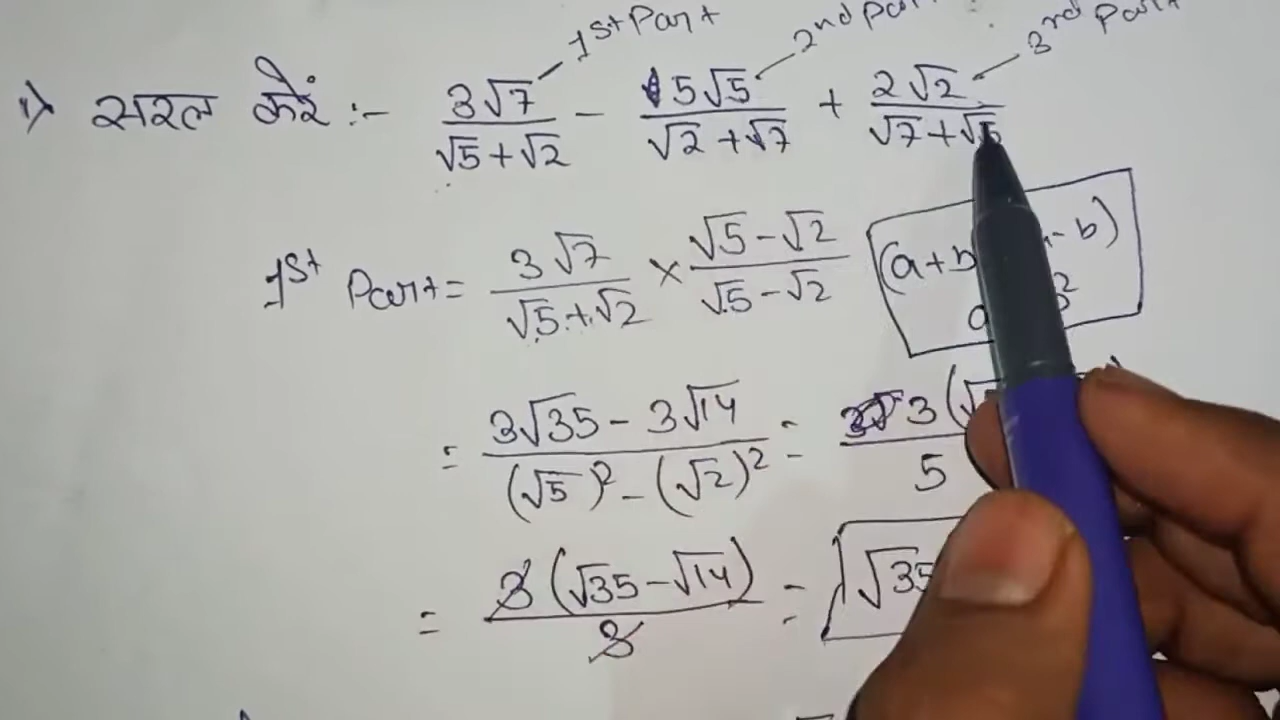 1st Part 2nd Part 3rd Part
1) सरल करें :- 3√7/(√5+√2) - 5√5/(√2+√7) + 2√2/(√7+√5)
1st Part = 3√7/(√5+√2) × (√5-√2)/(√5-√2) (a+b - b)
= (3√35 - 3√14)/((√5)² - (√2)²) = 3(√ / 5
= 3(√35-√14)/3 = √35